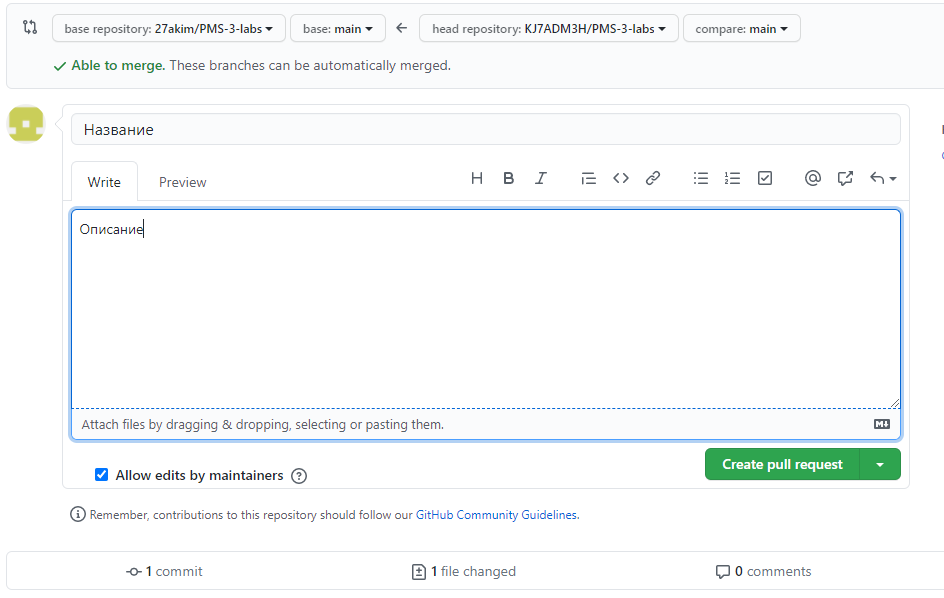 base repository: 27akim/PMS-3-labs base: main head repository: KJ7ADM3H/PMS-3-labs compare: main
Able to merge. These branches can be automatically merged.
Название
Write Preview
Описание
Attach files by dragging & dropping, selecting or pasting them.
Allow edits by maintainers
Create pull request
Remember, contributions to this repository should follow our GitHub Community Guidelines.
1 commit 1 file changed 0 comments